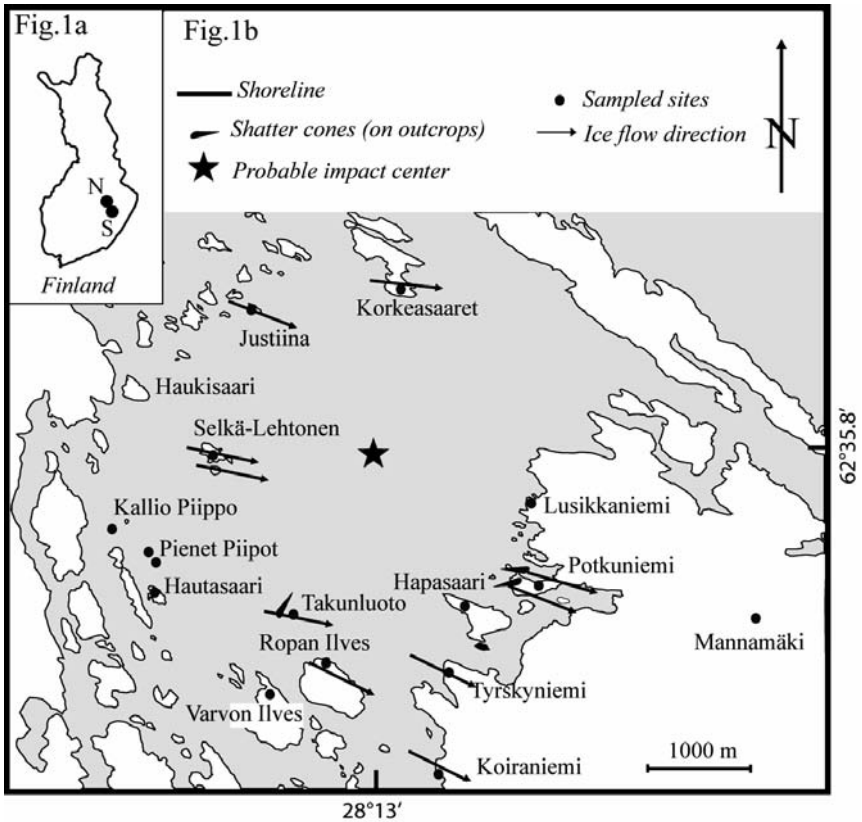 Fig.1a
Fig.1b
Shoreline
Sampled sites
Shatter cones (on outcrops)
Ice flow direction
N
Probable impact center
N
S
Finland
Korkeasaaret
Justiina
Haukisaari
Selkä-Lehtonen
62°35.8'
Kallio Piippo
Lusikkaniemi
Pienet Piipot
Potkuniemi
Hapasaari
Hautasaari
Takunluoto
Ropan Ilves
Mannamäki
Tyrskyniemi
Varvon Ilves
1000 m
Koiraniemi
28°13'